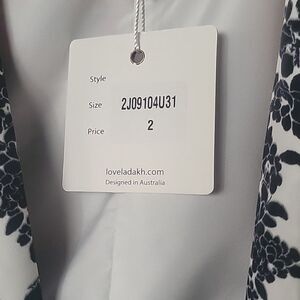 Style
Size 2J09104U31
Price 2
loveladakh.com
Designed in Australia